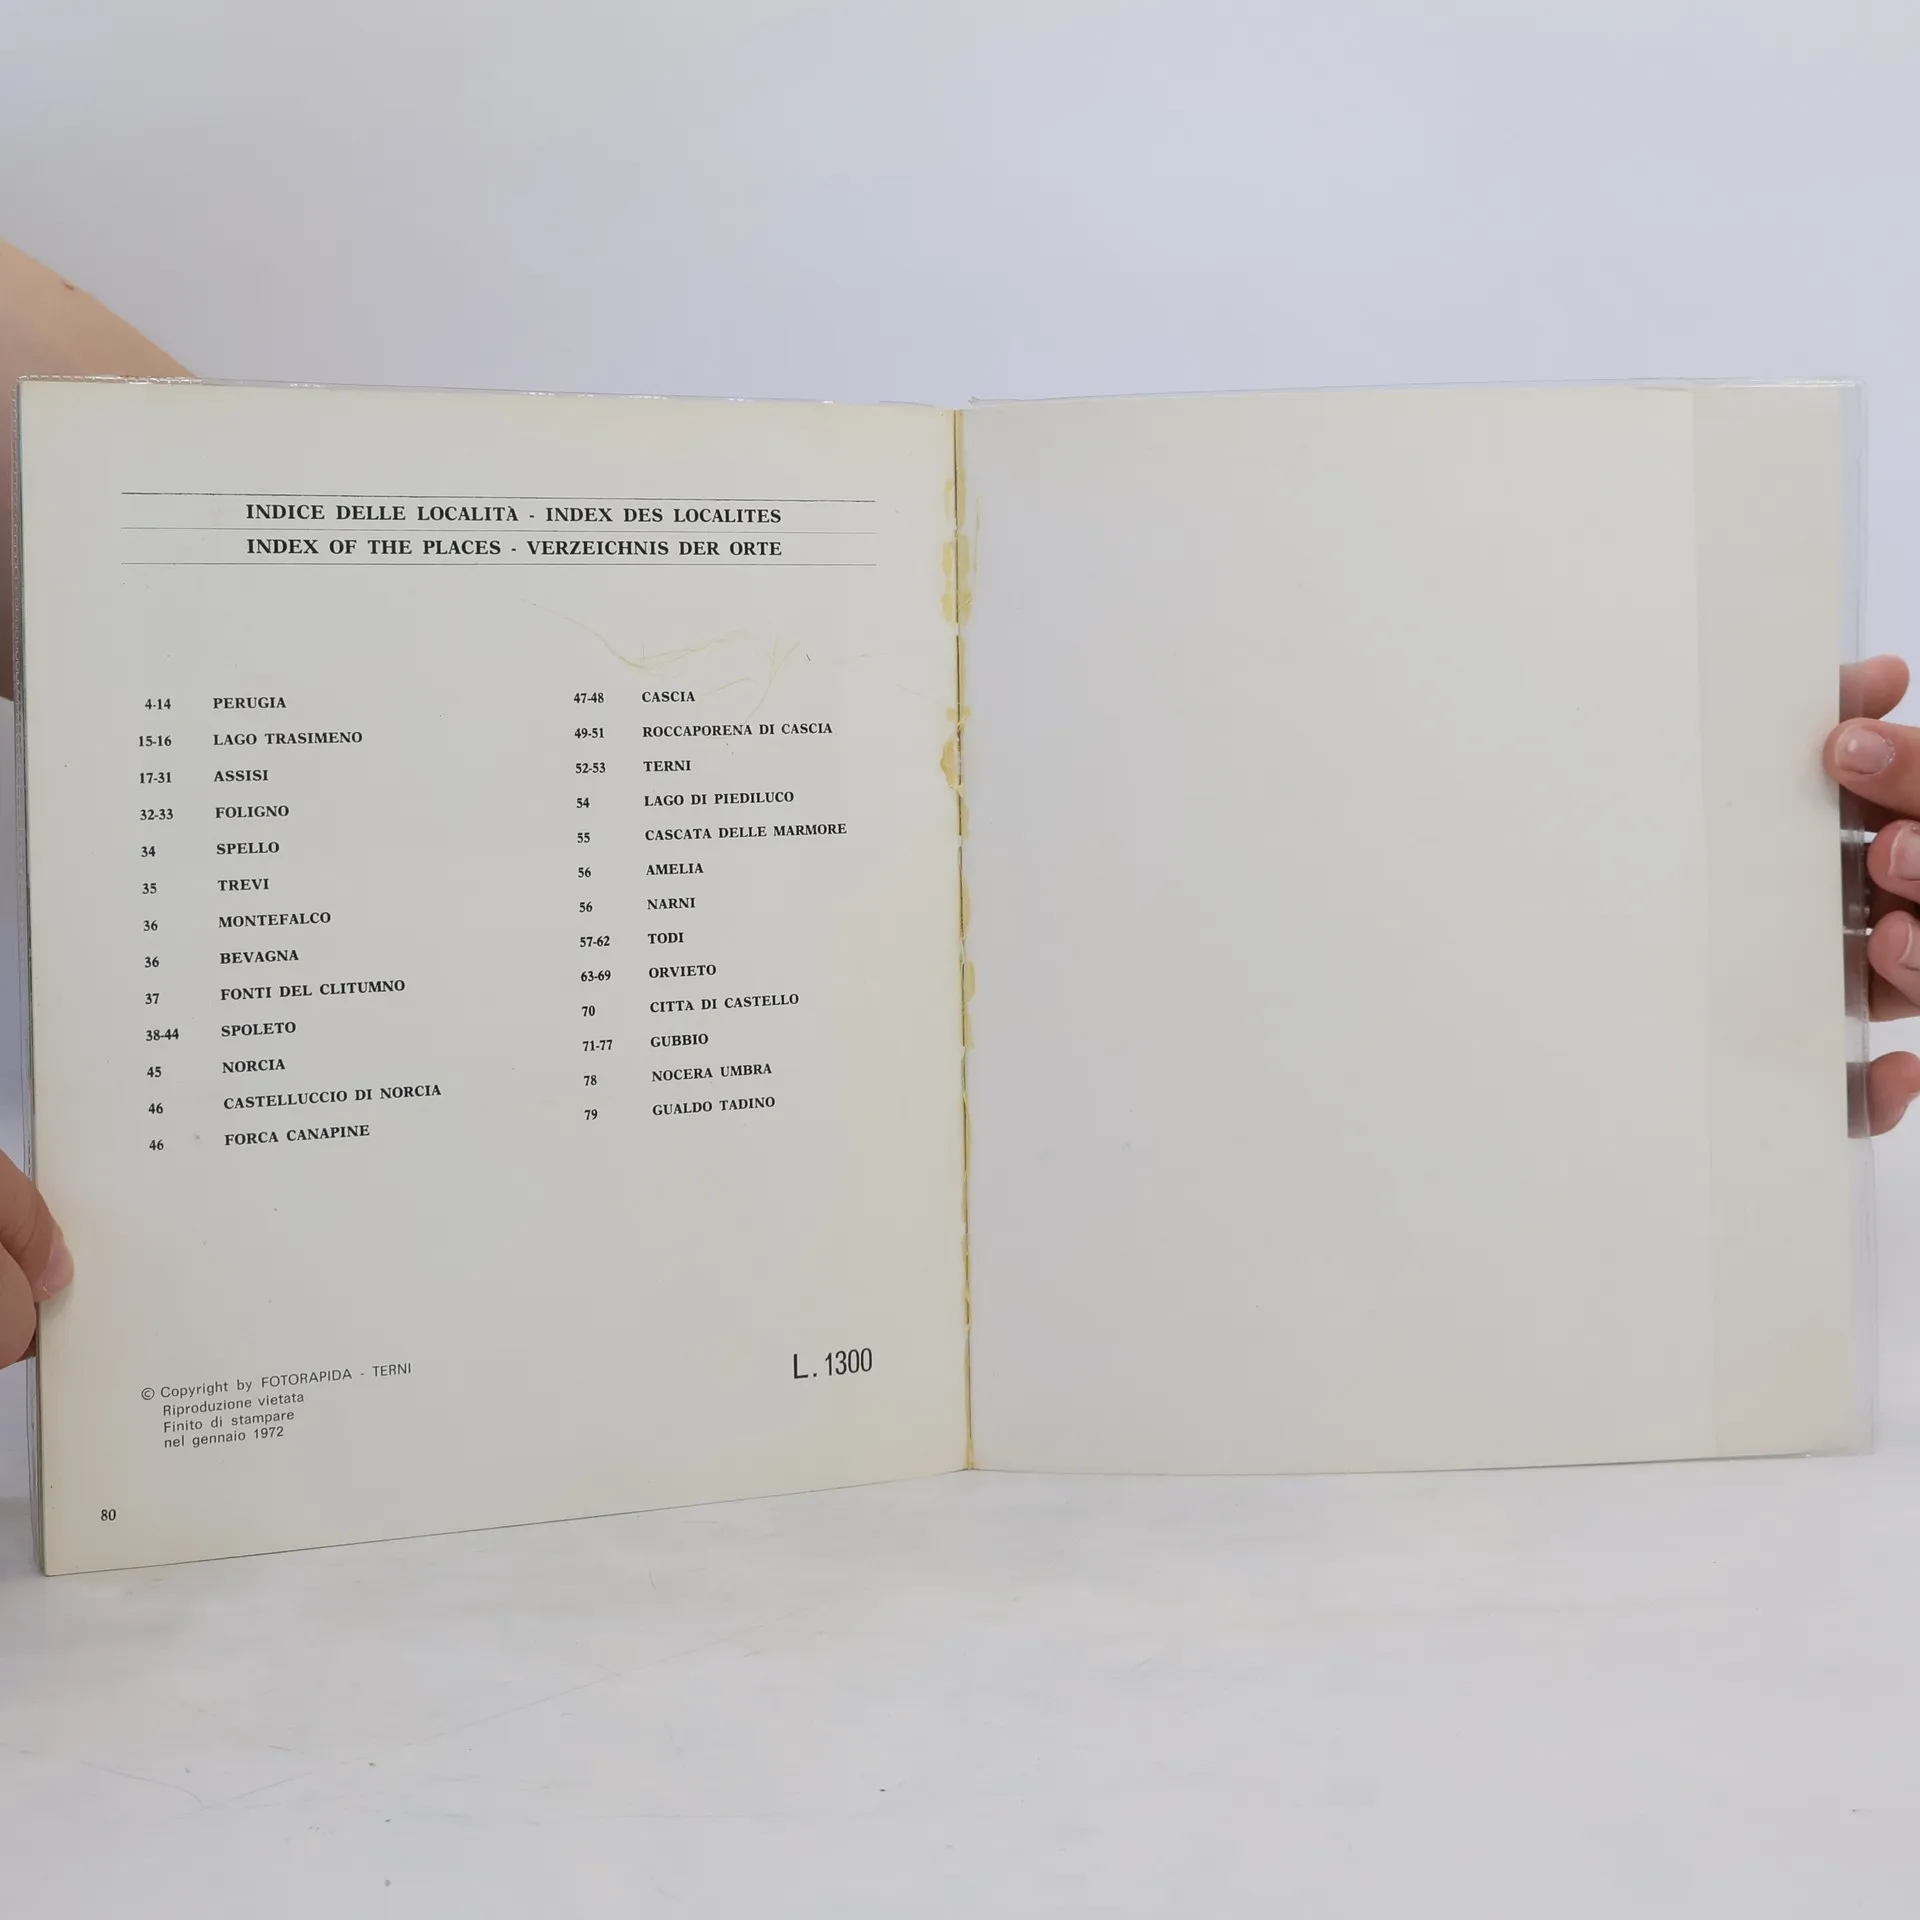 INDICE DELLE LOCALITÀ - INDEX DES LOCALITES
INDEX OF THE PLACES - VERZEICHNIS DER ORTE
4-14 PERUGIA
15-16 LAGO TRASIMENO
17-31 ASSISI
32-33 FOLIGNO
34 SPELLO
35 TREVI
36 MONTEFALCO
36 BEVAGNA
37 FONTI DEL CLITUMNO
38-44 SPOLETO
45 NORCIA
46 CASTELLUCCIO DI NORCIA
46 FORCA CANAPINE
47-48 CASCIA
49-51 ROCCAPORENA DI CASCIA
52-53 TERNI
54 LAGO DI PIEDILUCO
55 CASCATA DELLE MARMORE
56 AMELIA
56 NARNI
57-62 TODI
63-69 ORVIETO
70 CITTÀ DI CASTELLO
71-77 GUBBIO
78 NOCERA UMBRA
79 GUALDO TADINO
© Copyright by FOTORAPIDA - TERNI
Riproduzione vietata
Finito di stampare
nel gennaio 1972
L. 1300
80